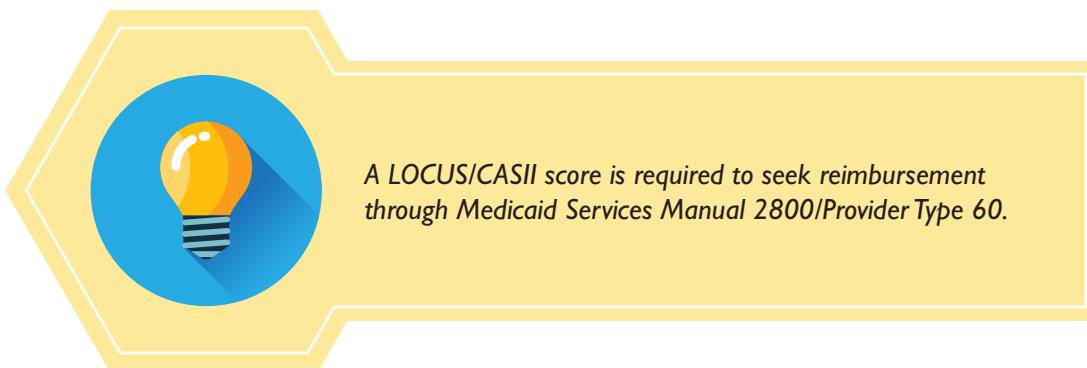 A LOCUS/CASII score is required to seek reimbursement
through Medicaid Services Manual 2800/Provider Type 60.